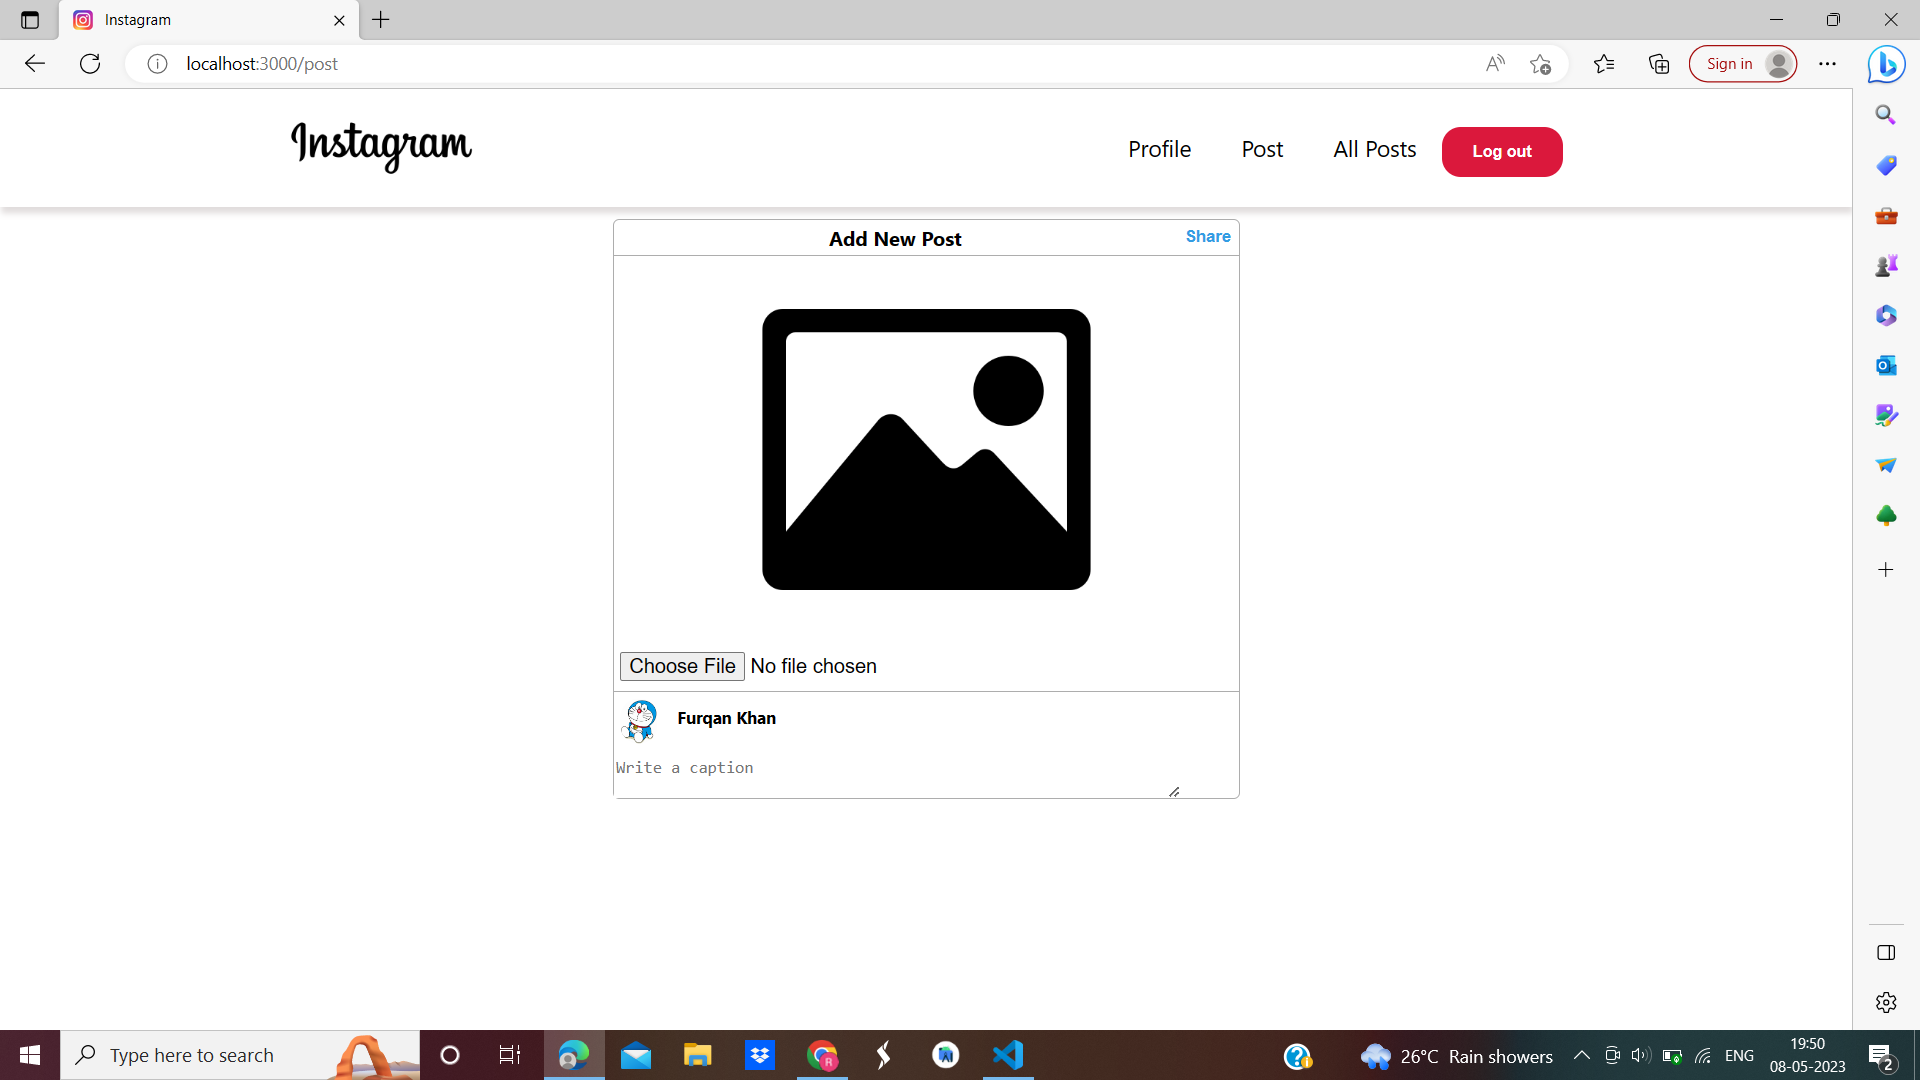 Instagram
localhost:3000/post
Sign in
Instagram
Profile
Post
All Posts
Log out
Add New Post
Share
Choose File No file chosen
Furqan Khan
Write a caption
Type here to search
26°C Rain showers
ENG
19:50
08-05-2023
2